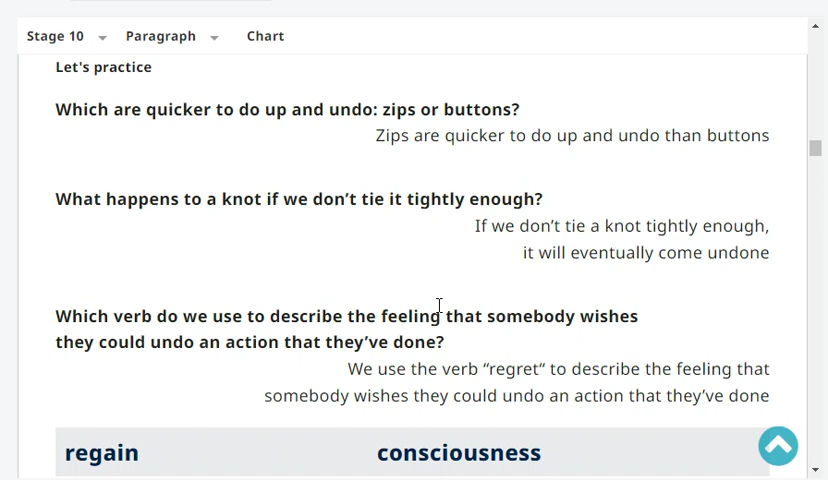 Stage 10 Paragraph Chart
Let's practice
Which are quicker to do up and undo: zips or buttons?
Zips are quicker to do up and undo than buttons
What happens to a knot if we don’t tie it tightly enough?
If we don’t tie a knot tightly enough,
it will eventually come undone
Which verb do we use to describe the feeling that somebody wishes
they could undo an action that they’ve done?
We use the verb “regret“ to describe the feeling that
somebody wishes they could undo an action that they’ve done
regain consciousness